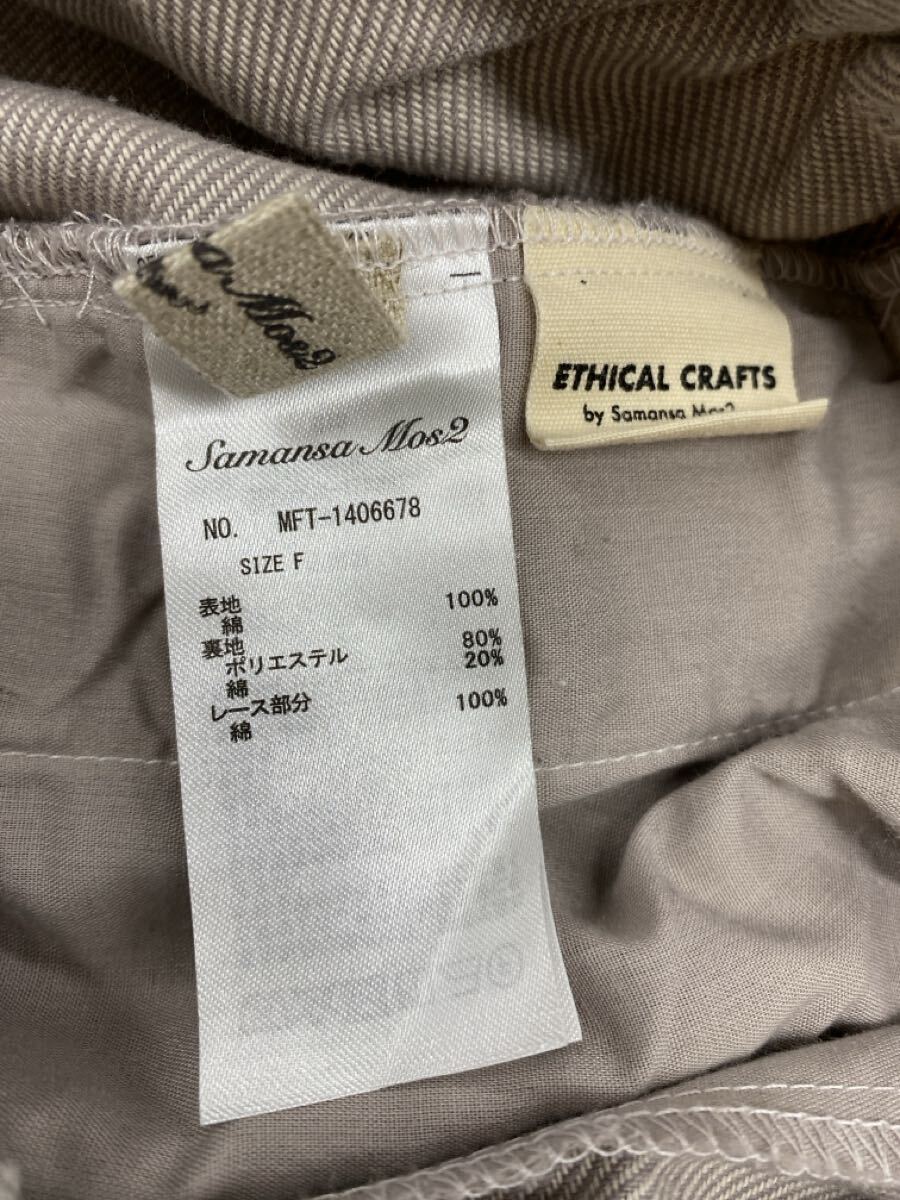 a Mos2
ETHICAL CRAFTS
by Samansa Mos2
Samansa Mos2
NO. MFT-1406678
SIZE F
表地 100%
綿
裏地 80%
ポリエステル 20%
綿
レース部分 100%
綿